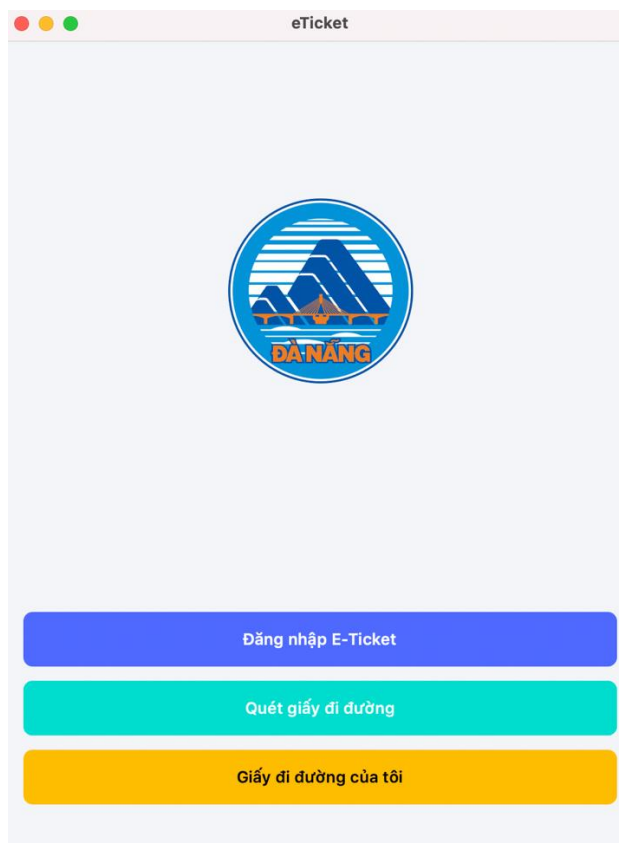 eTicket
ĐÀ NẴNG
Đăng nhập E-Ticket
Quét giấy đi đường
Giấy đi đường của tôi